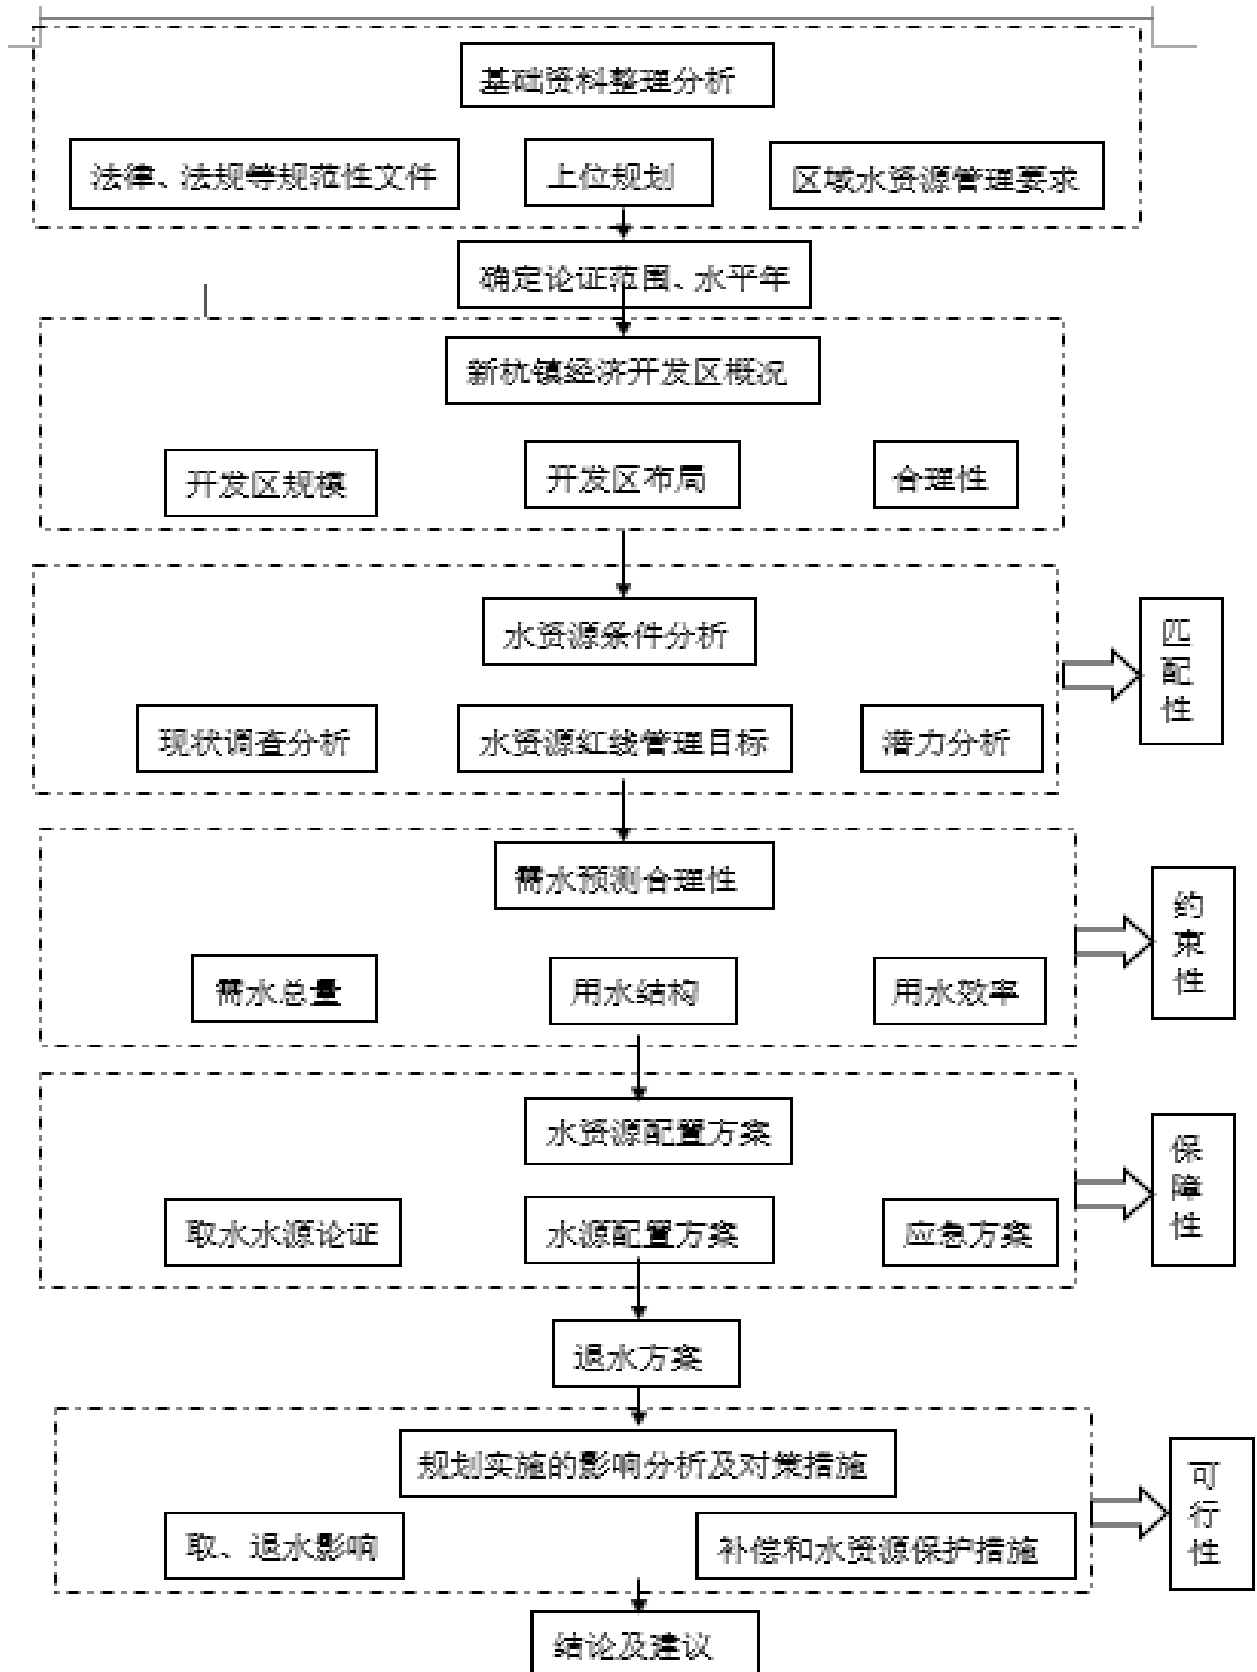 基础资料整理分析
法律、法规等规范性文件
上位规划
区域水资源管理要求
确定论证范围、水平年
新杭镇经济开发区概况
开发区规模
开发区布局
合理性
水资源条件分析
现状调查分析
水资源红线管理目标
潜力分析
匹配性
需水预测合理性
需水总量
用水结构
用水效率
约束性
水资源配置方案
取水水源论证
水源配置方案
应急方案
保障性
退水方案
规划实施的影响分析及对策措施
取、退水影响
补偿和水资源保护措施
可行性
结论及建议